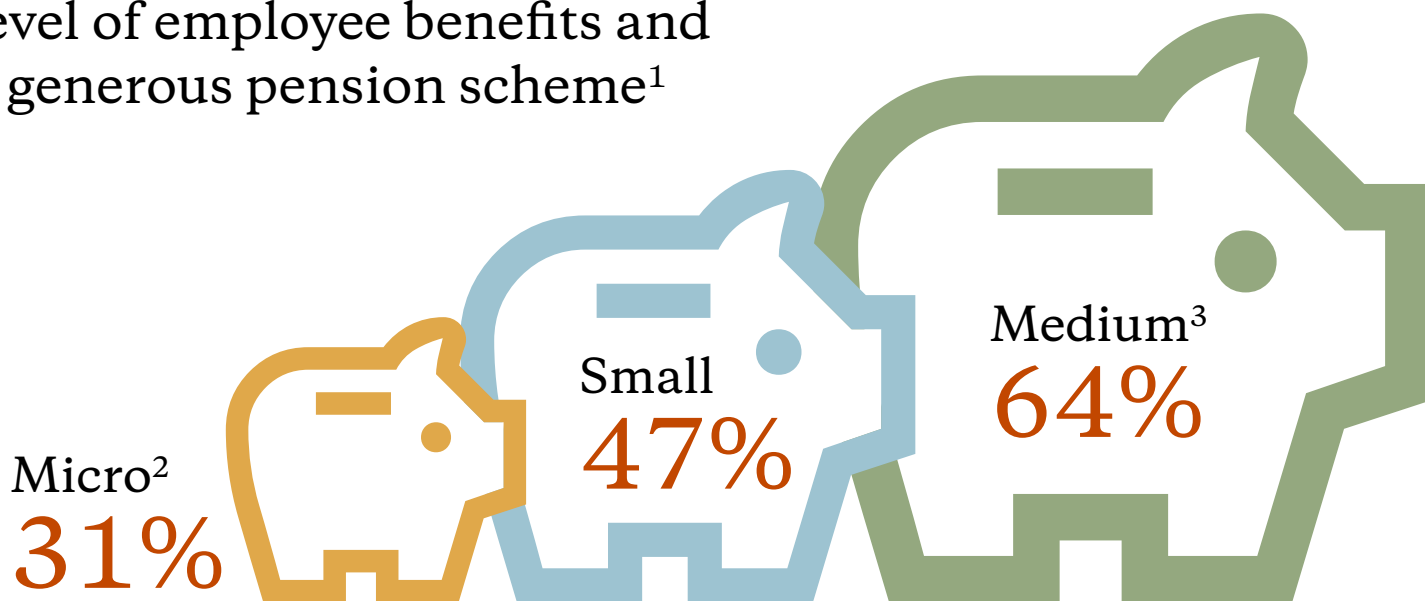 evel of employee benefits and
generous pension scheme¹
Medium³
64%
Small
47%
Micro²
31%